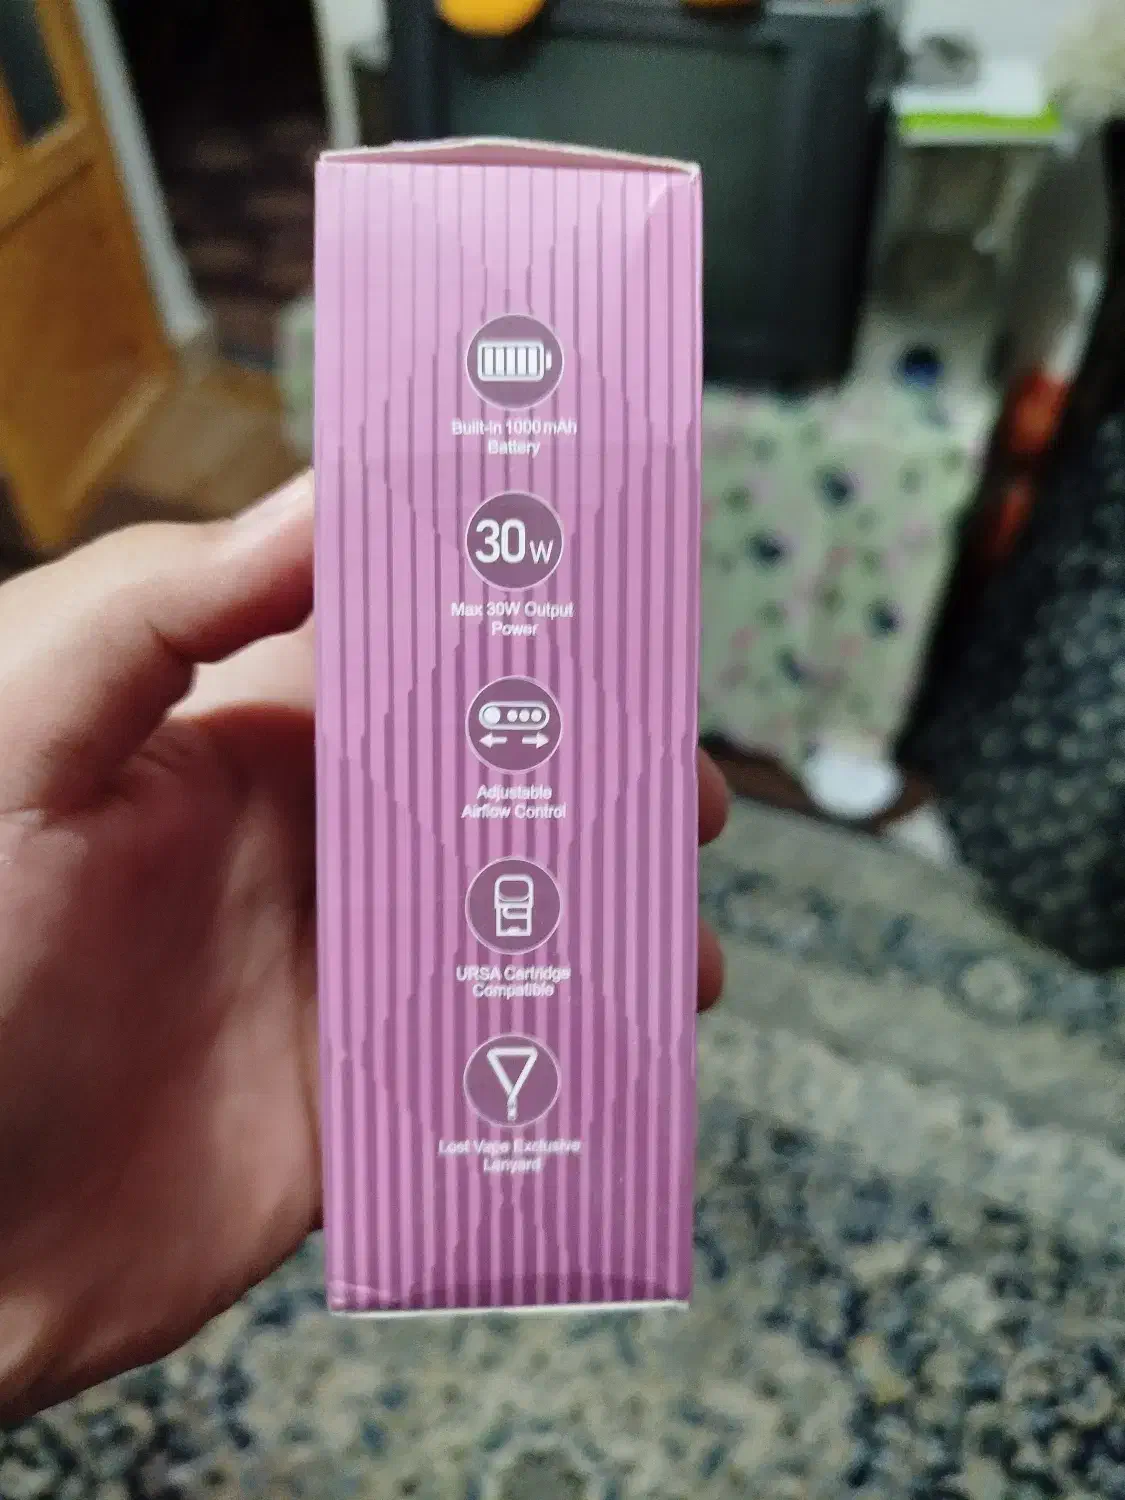 Built-in 1000 mAh
Battery
30W
Max 30W Output
Power
Adjustable
Airflow Control
URSA Cartridge
Compatible
Lost Vape Exclusive
Lanyard